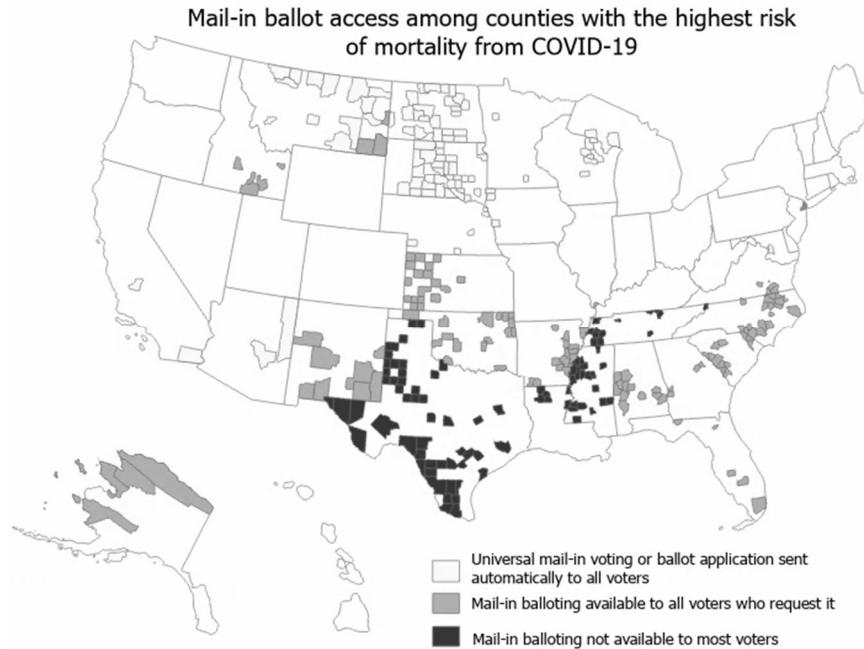 Mail-in ballot access among counties with the highest risk
of mortality from COVID-19
Universal mail-in voting or ballot application sent
automatically to all voters
Mail-in balloting available to all voters who request it
Mail-in balloting not available to most voters